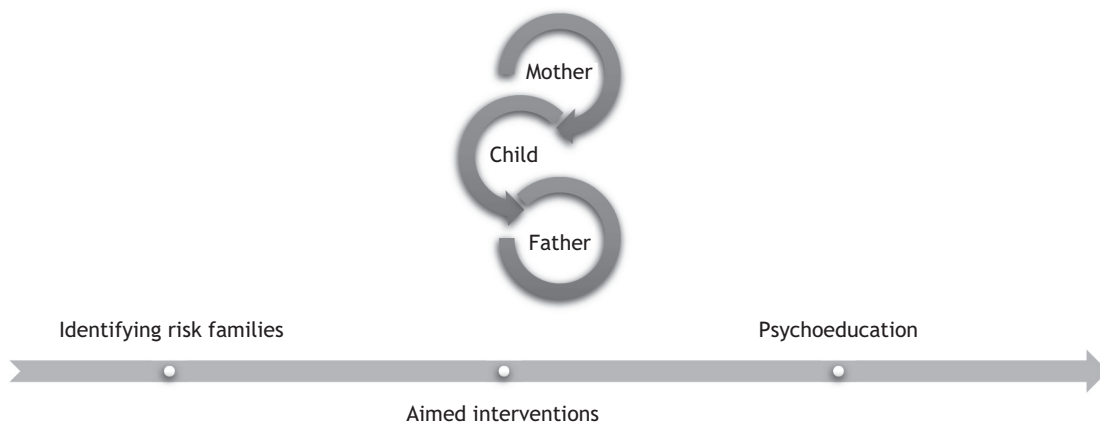 Mother
Child
Father
Identifying risk families
Psychoeducation
Aimed interventions